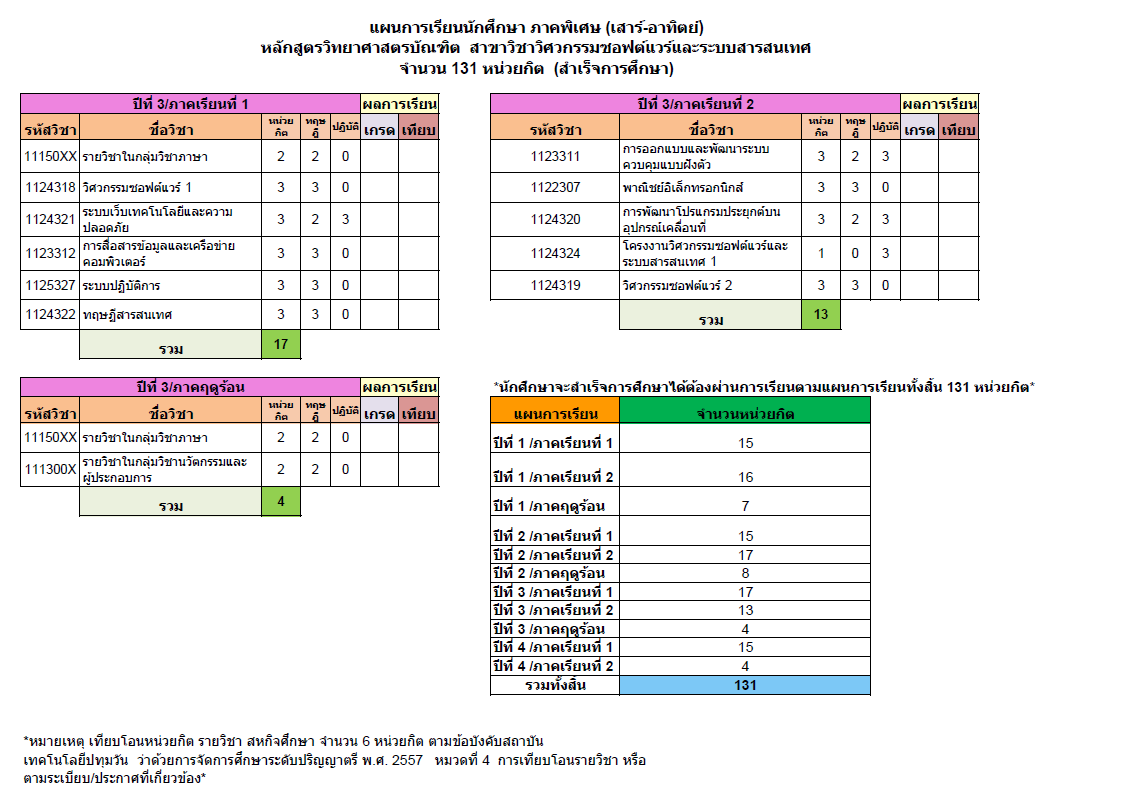 แผนการเรียนนักศึกษา ภาคพิเศษ (เสาร์-อาทิตย์)
หลักสูตรวิทยาศาสตรบัณฑิต สาขาวิชาวิศวกรรมซอฟต์แวร์และระบบสารสนเทศ
จำนวน 131 หน่วยกิต (สำเร็จการศึกษา)
ปีที่ 3/ภาคเรียนที่ 1 ผลการเรียน
รหัสวิชา ชื่อวิชา หน่วยกิต ทฤษฎี ปฏิบัติ เกรด เทียบ
11150XX รายวิชาในกลุ่มวิชาภาษา 2 2 0
1124318 วิศวกรรมซอฟต์แวร์ 1 3 3 0
1124321 ระบบเว็บเทคโนโลยีและความ
ปลอดภัย 3 2 3
1123312 การสื่อสารข้อมูลและเครือข่าย
คอมพิวเตอร์ 3 3 0
1125327 ระบบปฏิบัติการ 3 3 0
1124322 ทฤษฎีสารสนเทศ 3 3 0
รวม 17
ปีที่ 3/ภาคเรียนที่ 2 ผลการเรียน
รหัสวิชา ชื่อวิชา หน่วยกิต ทฤษฎี ปฏิบัติ เกรด เทียบ
1123311 การออกแบบและพัฒนาระบบ
ควบคุมแบบฝังตัว 3 2 3
1122307 พาณิชย์อิเล็กทรอกนิกส์ 3 3 0
1124320 การพัฒนาโปรแกรมประยุกต์บน
อุปกรณ์เคลื่อนที่ 3 2 3
1124324 โครงงานวิศวกรรมซอฟต์แวร์และ
ระบบสารสนเทศ 1 1 0 3
1124319 วิศวกรรมซอฟต์แวร์ 2 3 3 0
รวม 13
ปีที่ 3/ภาคฤดูร้อน ผลการเรียน
รหัสวิชา ชื่อวิชา หน่วยกิต ทฤษฎี ปฏิบัติ เกรด เทียบ
11150XX รายวิชาในกลุ่มวิชาภาษา 2 2 0
111300X รายวิชาในกลุ่มวิชานวัตกรรมและ
ผู้ประกอบการ 2 2 0
รวม 4
*นักศึกษาจะสำเร็จการศึกษาได้ต้องผ่านการเรียนตามแผนการเรียนทั้งสิ้น 131 หน่วยกิต*
แผนการเรียน จำนวนหน่วยกิต
ปีที่ 1 /ภาคเรียนที่ 1 15
ปีที่ 1 /ภาคเรียนที่ 2 16
ปีที่ 1 /ภาคฤดูร้อน 7
ปีที่ 2 /ภาคเรียนที่ 1 15
ปีที่ 2 /ภาคเรียนที่ 2 17
ปีที่ 2 /ภาคฤดูร้อน 8
ปีที่ 3 /ภาคเรียนที่ 1 17
ปีที่ 3 /ภาคเรียนที่ 2 13
ปีที่ 3 /ภาคฤดูร้อน 4
ปีที่ 4 /ภาคเรียนที่ 1 15
ปีที่ 4 /ภาคเรียนที่ 2 4
รวมทั้งสิ้น 131
*หมายเหตุ เทียบโอนหน่วยกิต รายวิชา สหกิจศึกษา จำนวน 6 หน่วยกิต ตามข้อบังคับสถาบัน
เทคโนโลยีปทุมวัน ว่าด้วยการจัดการศึกษาระดับปริญญาตรี พ.ศ. 2557 หมวดที่ 4 การเทียบโอนรายวิชา หรือ
ตามระเบียบ/ประกาศที่เกี่ยวข้อง*